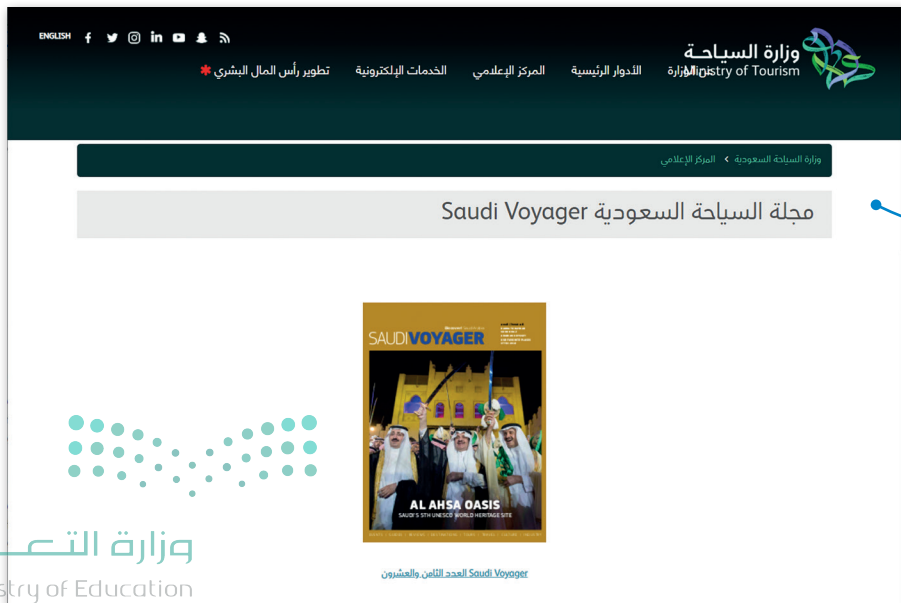 ENGLISH
وزارة السياحة
Ministry of Tourism
عن الوزارة الأدوار الرئيسية المركز الإعلامي الخدمات الإلكترونية تطوير رأس المال البشري
وزارة السياحة السعودية > المركز الإعلامي
مجلة السياحة السعودية Saudi Voyager
SAUDI VOYAGER
AL AHSA OASIS
SAUDI'S 5TH UNESCO WORLD HERITAGE SITE
Saudi Voyager العدد الثامن والعشرون
وزارة التعـ
stry of Education